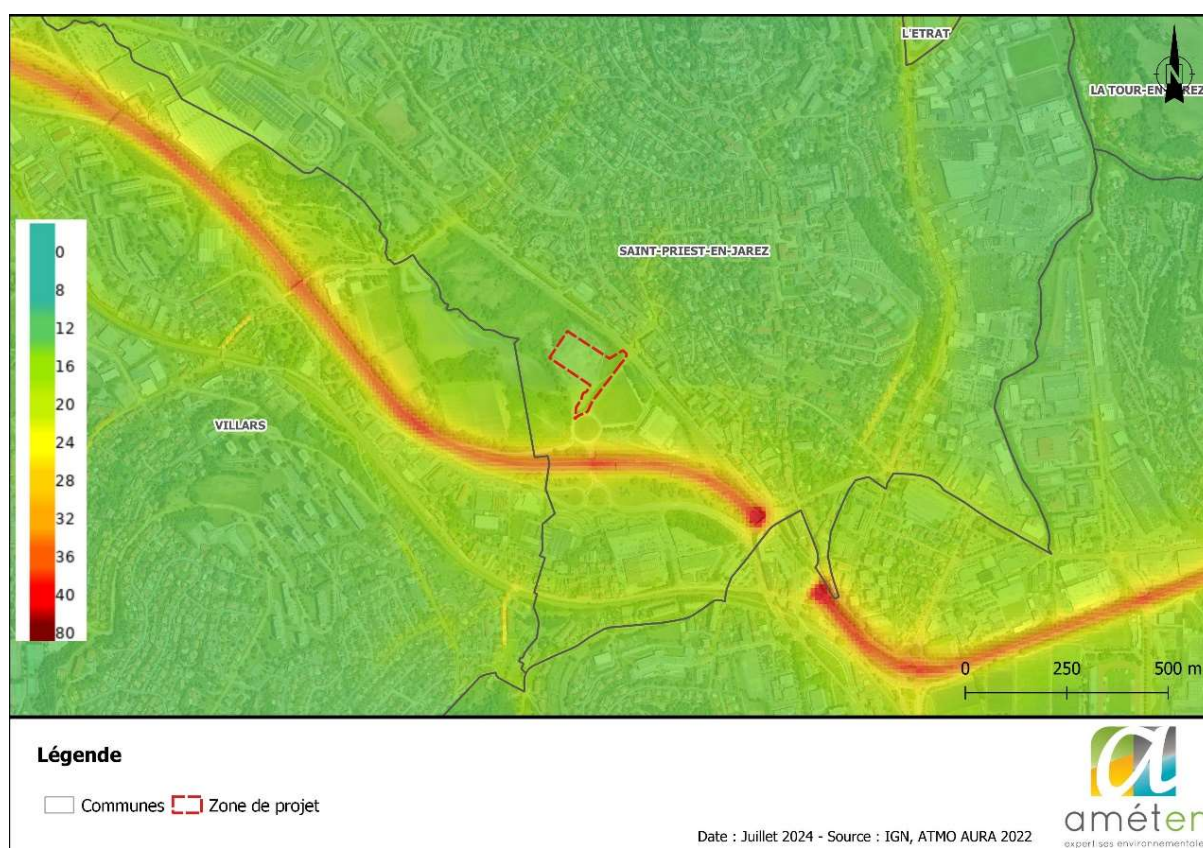 L'ETRAT
N
LA TOUR-EN-JAREZ
SAINT-PRIEST-EN-JAREZ
VILLARS
0
8
12
16
20
24
28
32
36
40
80
0 250 500 m
Légende
Communes Zone de projet
Date : Juillet 2024 - Source : IGN, ATMO AURA 2022
a
améten
expertises environnementales